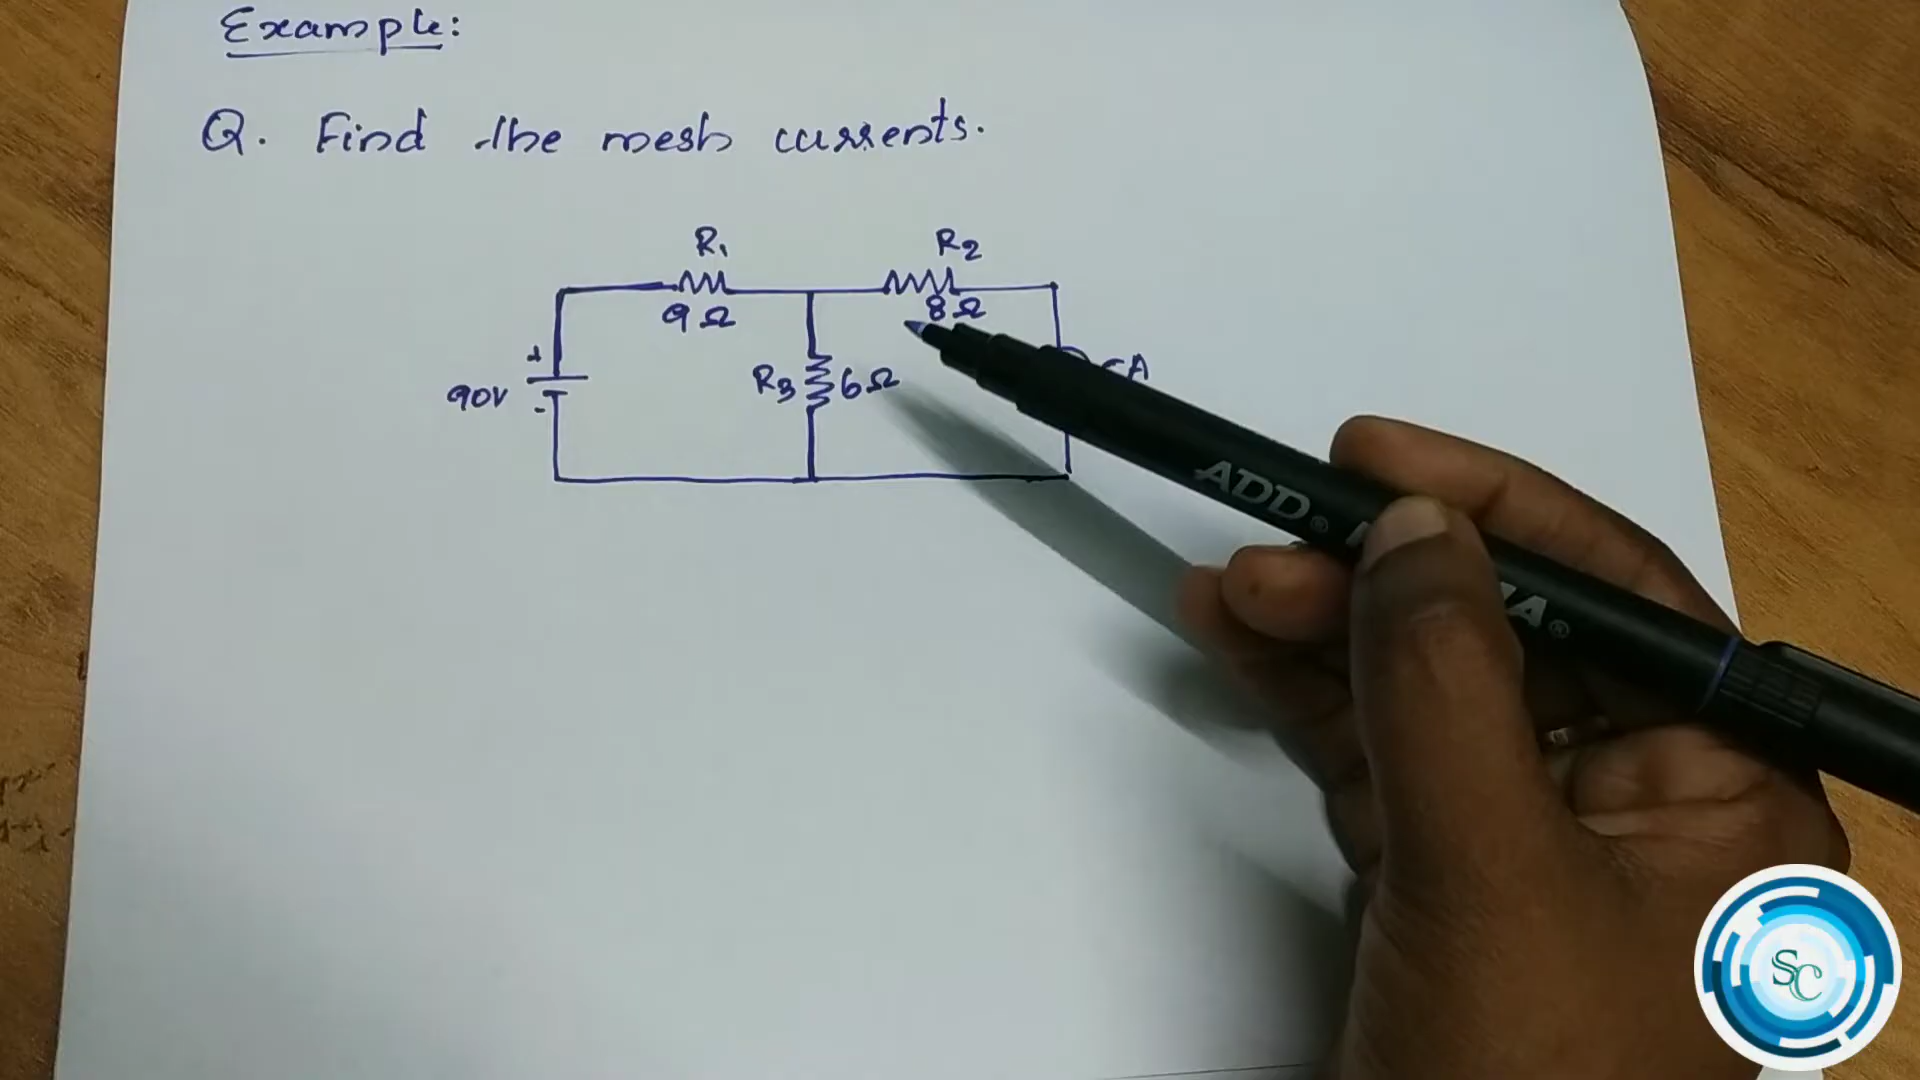 Example:
Q. Find the mesh currents.
R₁
R₂
9Ω
8Ω
+
90V
-
R3
6Ω
A
ADD®
SC